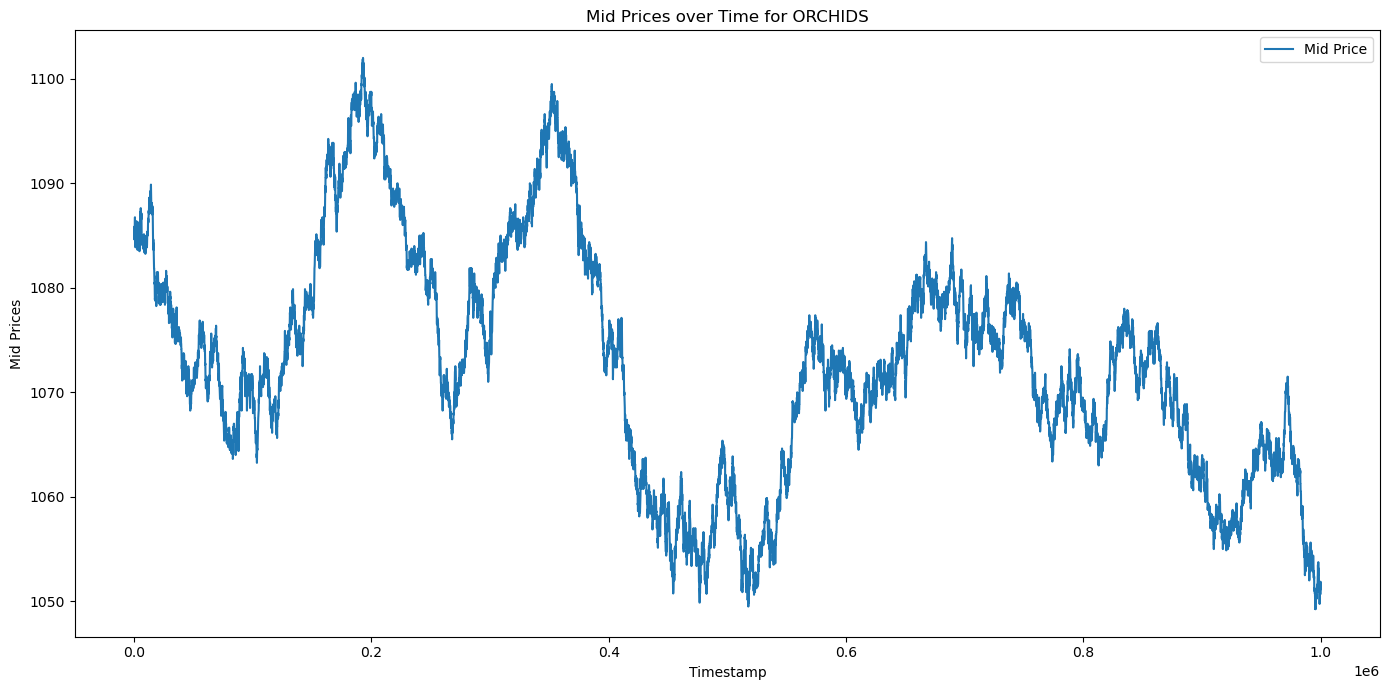 Mid Prices over Time for ORCHIDS
Mid Price
1100
1090
1080
1070
1060
1050
Mid Prices
0.0 0.2 0.4 0.6 0.8 1.0
1e6
Timestamp